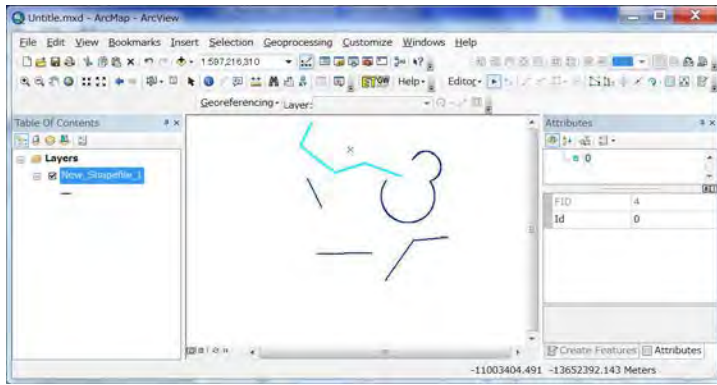 Untitle.mxd - ArcMap - ArcView
File Edit View Bookmarks Insert Selection Geoprocessing Customize Windows Help
1:597,216,310
Help Editor
Georeferencing Layer:
Table Of Contents
Layers
New_Shapefile_1
Attributes
0
FID 4
Id 0
Create Features Attributes
-11003404.491 -13652392.143 Meters